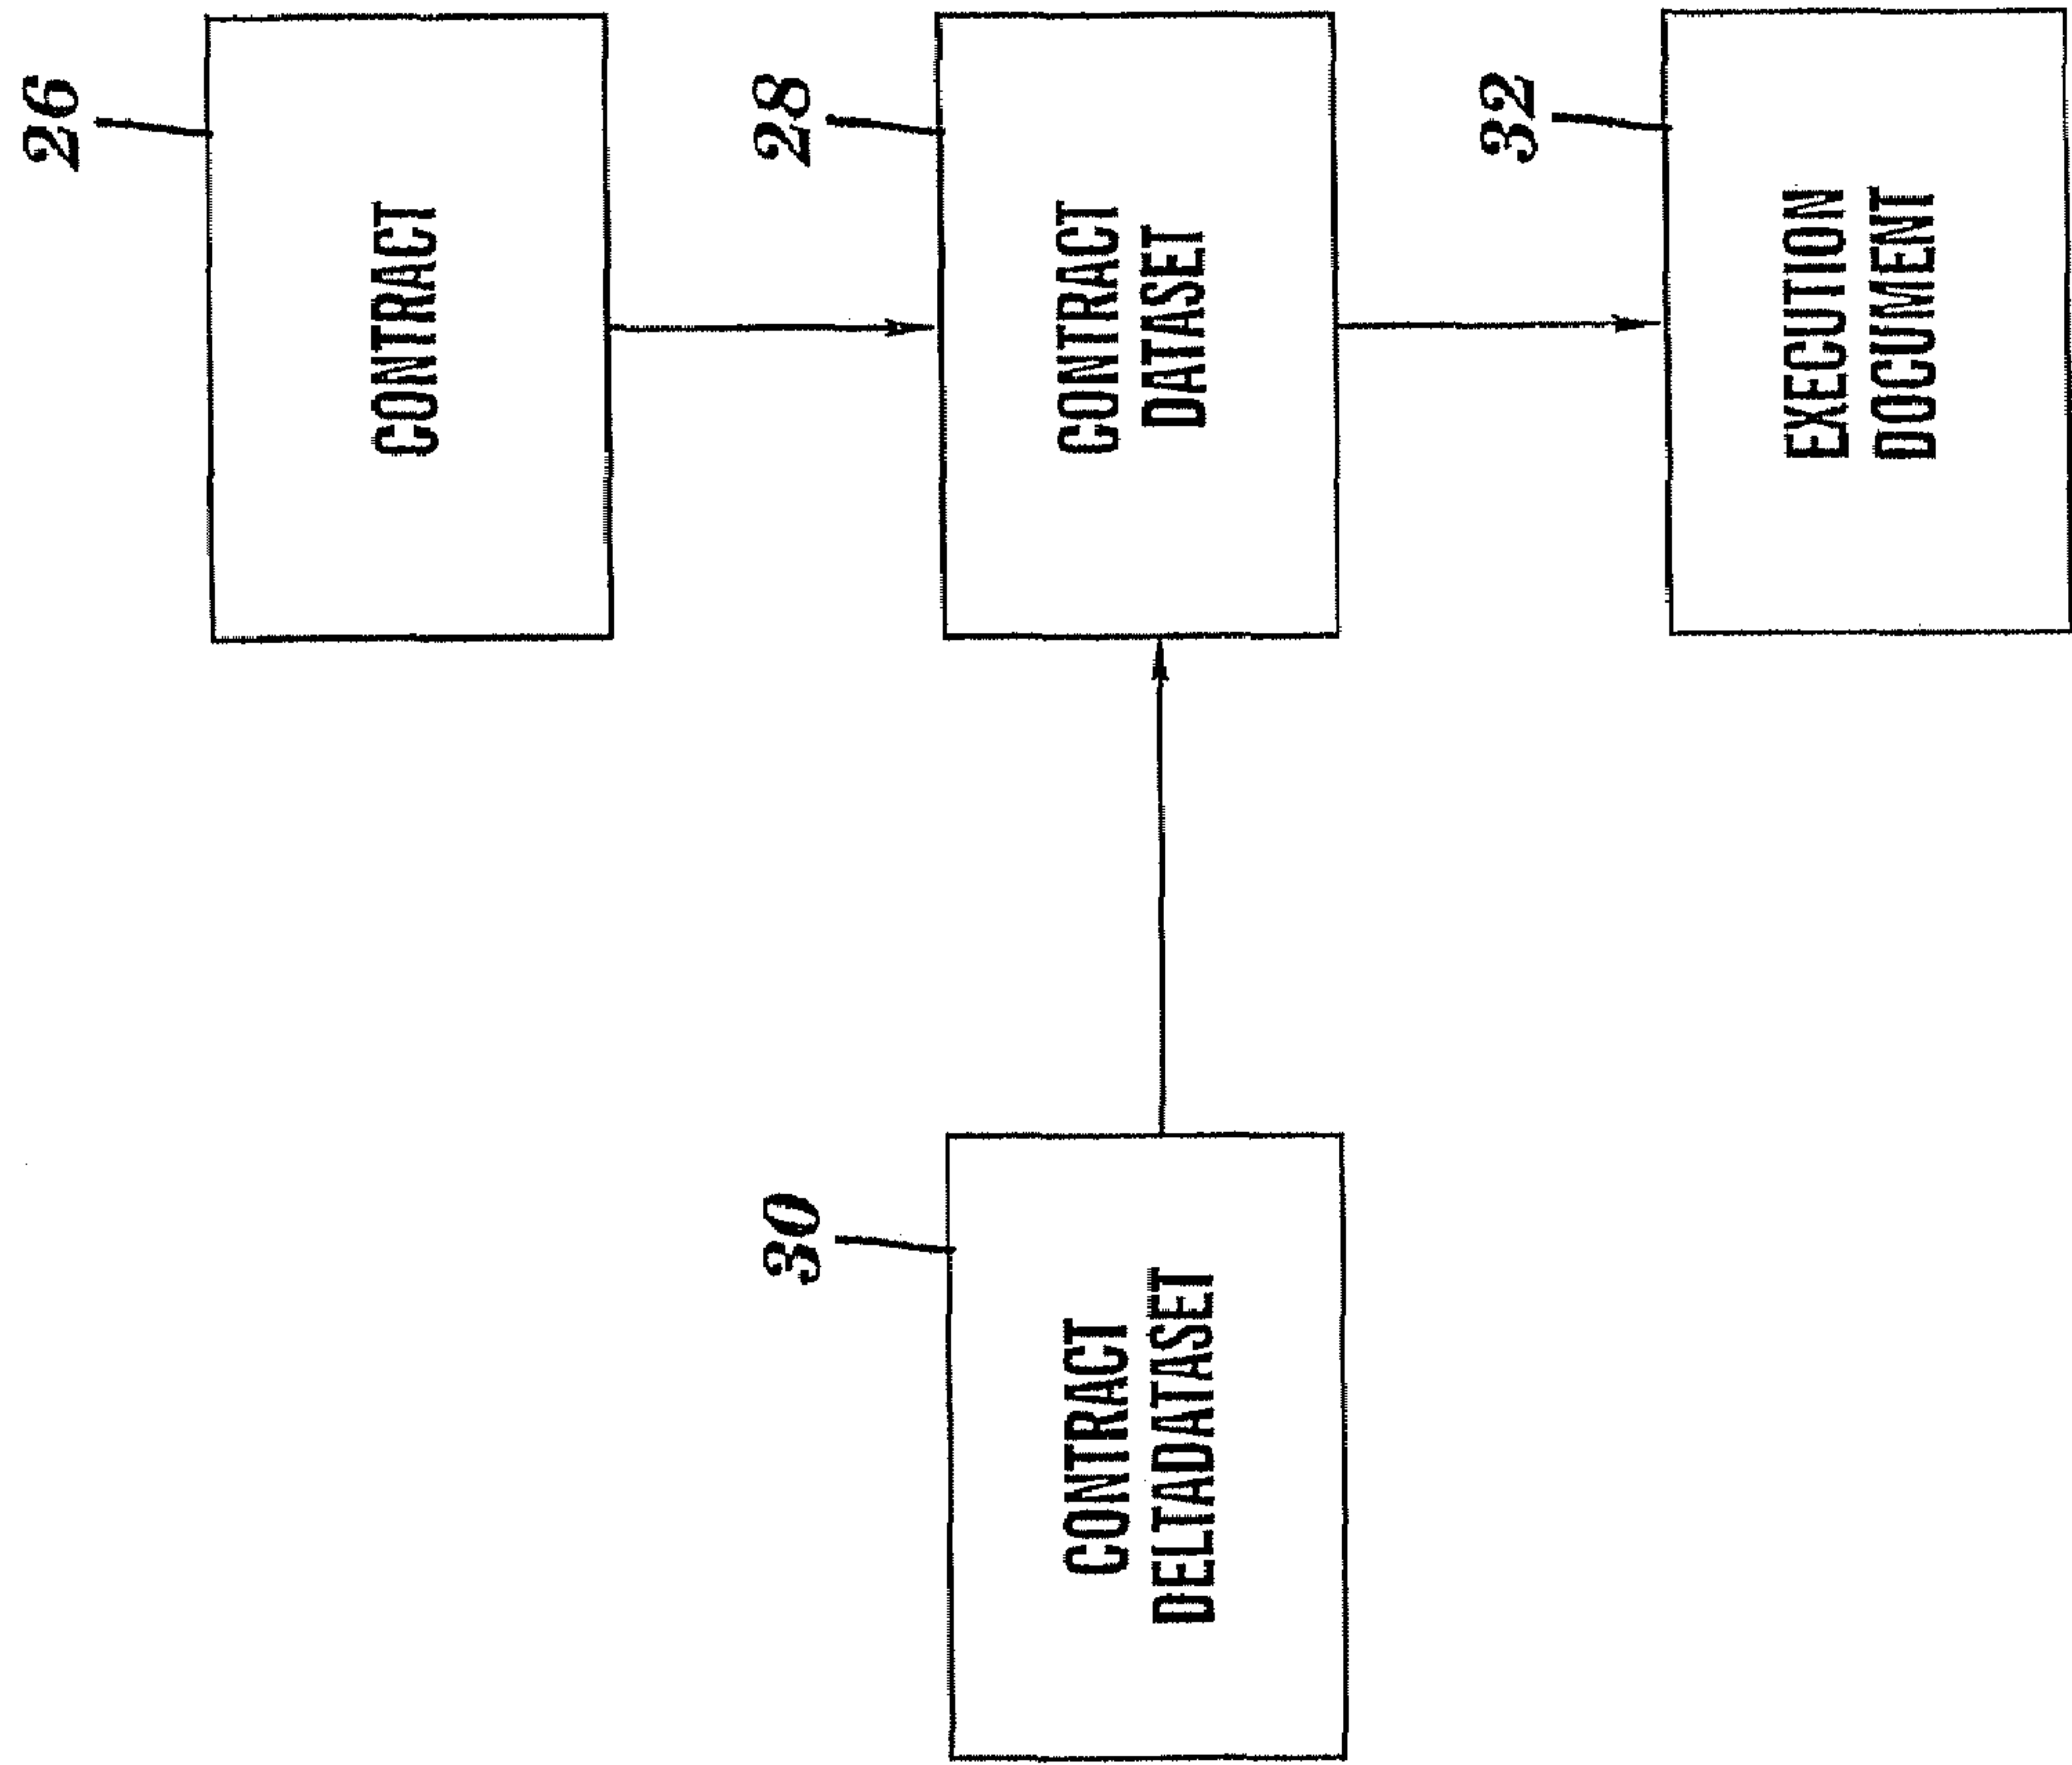 26
CONTRACT
28
CONTRACT
DATASET
32
EXECUTION
DOCUMENT
30
CONTRACT
DELTADATASET